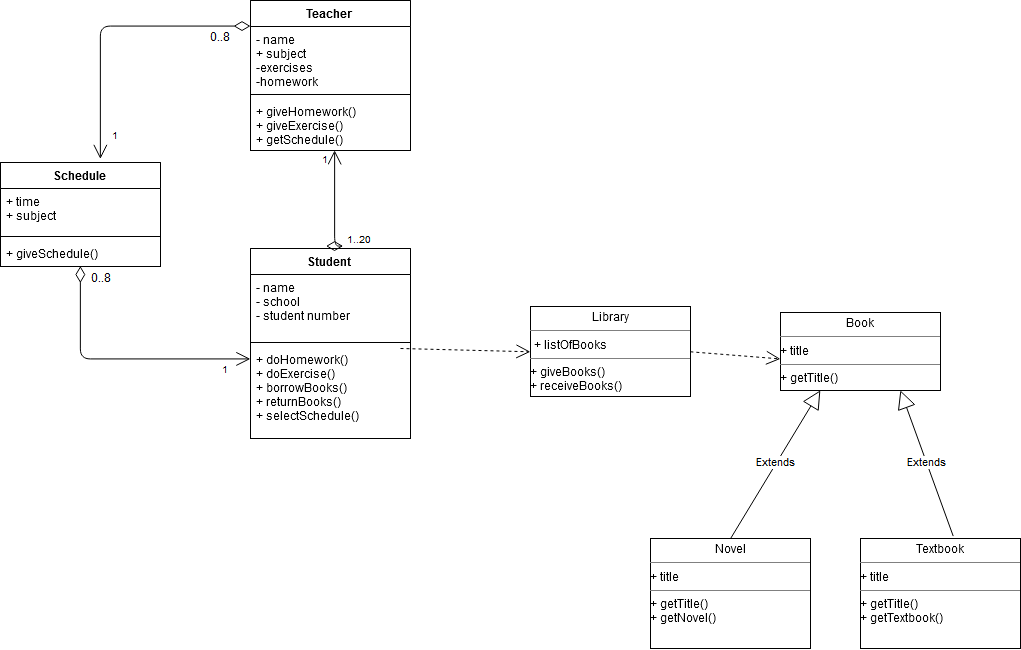 Teacher
- name
+ subject
-exercises
-homework
+ giveHomework()
+ giveExercise()
+ getSchedule()
0..8
1
1
Schedule
+ time
+ subject
+ giveSchedule()
0..8
1
1..20
Student
- name
- school
- student number
+ doHomework()
+ doExercise()
+ borrowBooks()
+ returnBooks()
+ selectSchedule()
Library
+ listOfBooks
+ giveBooks()
+ receiveBooks()
Book
+ title
+ getTitle()
Extends
Extends
Novel
+ title
+ getTitle()
+ getNovel()
Textbook
+ title
+ getTitle()
+ getTextbook()